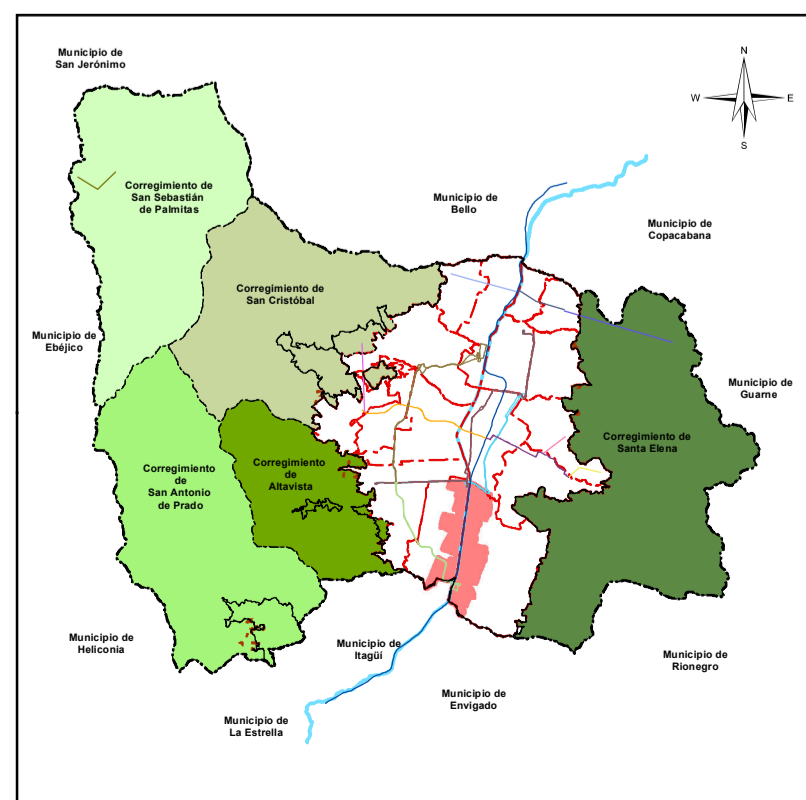 Municipio de
San Jerónimo
N
W
E
S
Corregimiento de
San Sebastián
de Palmitas
Municipio de
Bello
Municipio de
Copacabana
Corregimiento de
San Cristóbal
Municipio de
Ebéjico
Municipio de
Guarne
Corregimiento de
Santa Elena
Corregimiento
de
Altavista
Corregimiento
de
San Antonio
de Prado
Municipio de
Heliconia
Municipio de
Itagüí
Municipio de
Rionegro
Municipio de
Envigado
Municipio de
La Estrella